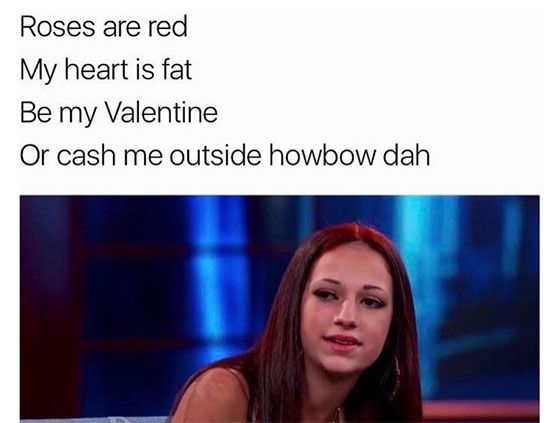 Roses are red
My heart is fat
Be my Valentine
Or cash me outside howbow dah